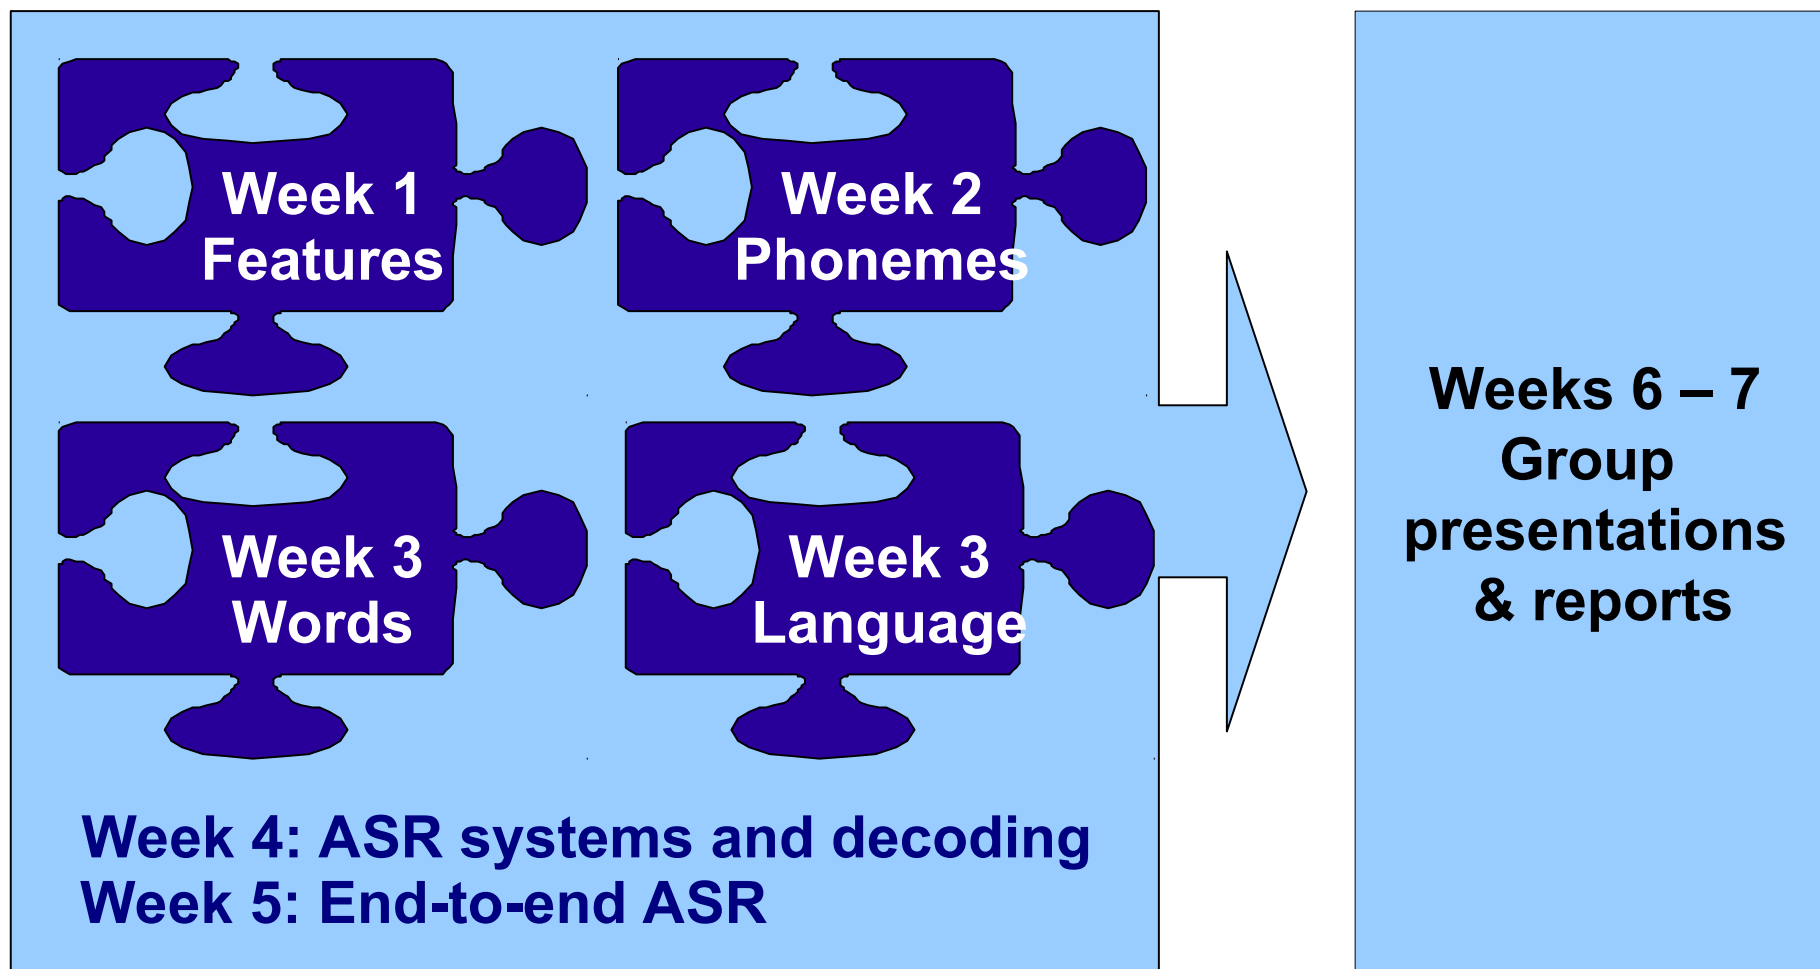 Week 1
Features
Week 2
Phonemes
Week 3
Words
Week 3
Language
Week 4: ASR systems and decoding
Week 5: End-to-end ASR
Weeks 6 – 7
Group
presentations
& reports